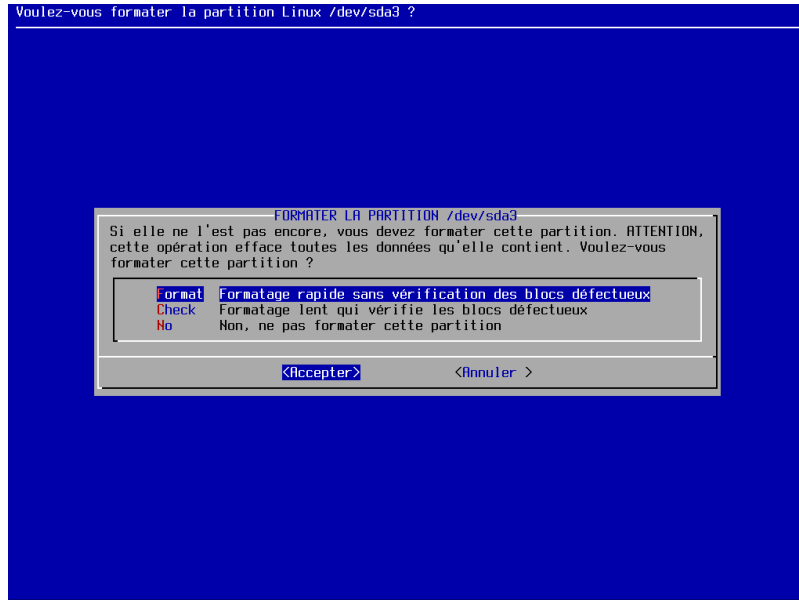 Voulez-vous formater la partition Linux /dev/sda3 ?
FORMATER LA PARTITION /dev/sda3
Si elle ne l'est pas encore, vous devez formater cette partition. ATTENTION,
cette opération efface toutes les données qu'elle contient. Voulez-vous
formater cette partition ?
Format Formatage rapide sans vérification des blocs défectueux
Check Formatage lent qui vérifie les blocs défectueux
No Non, ne pas formater cette partition
<Accepter> <Annuler >